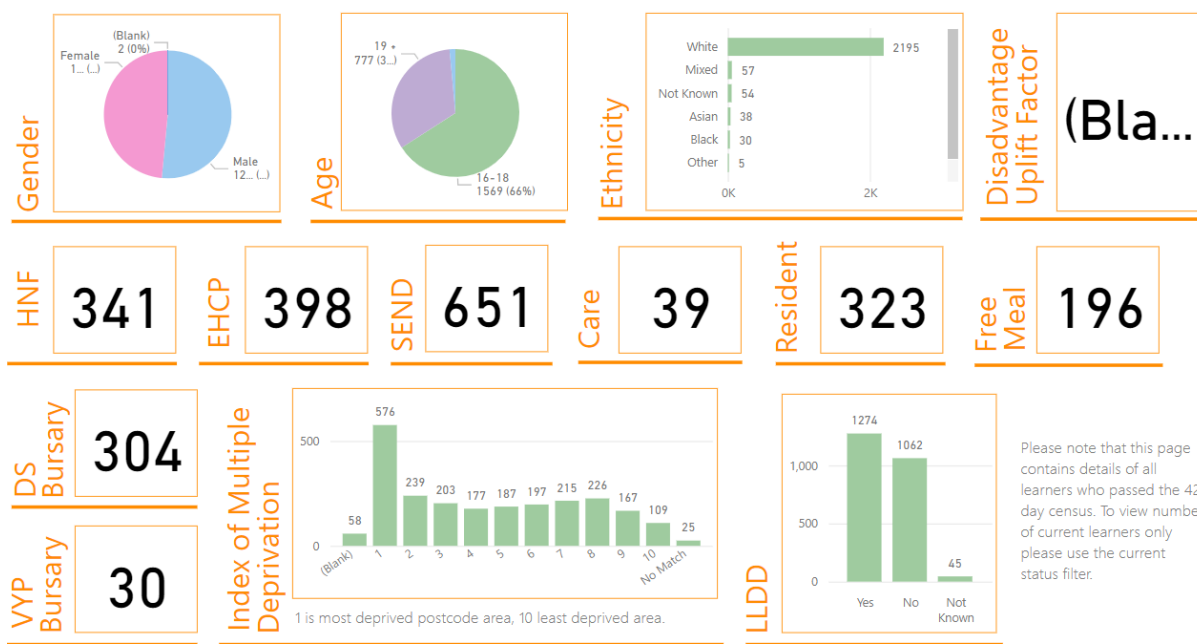 Gender
(Blank)
2 (0%)
Female
1... (...)
Male
12... (...)
Age
19 +
777 (3...)
16-18
1569 (66%)
Ethnicity
White 2195
Mixed 57
Not Known 54
Asian 38
Black 30
Other 5
0K 2K
Disadvantage
Uplift Factor
(Bla...
HNF
341
EHCP
398
SEND
651
Care
39
Resident
323
Free
Meal
196
DS
Bursary
304
VYP
Bursary
30
Index of Multiple
Deprivation
500
0
58 576 239 203 177 187 197 215 226 167 109 25
(Blank) 1 2 3 4 5 6 7 8 9 10 No Match
1 is most deprived postcode area, 10 least deprived area.
LLDD
1,000
500
0
1274 1062 45
Yes No Not
Known
Please note that this page
contains details of all
learners who passed the 42
day census. To view numbe
of current learners only
please use the current
status filter.